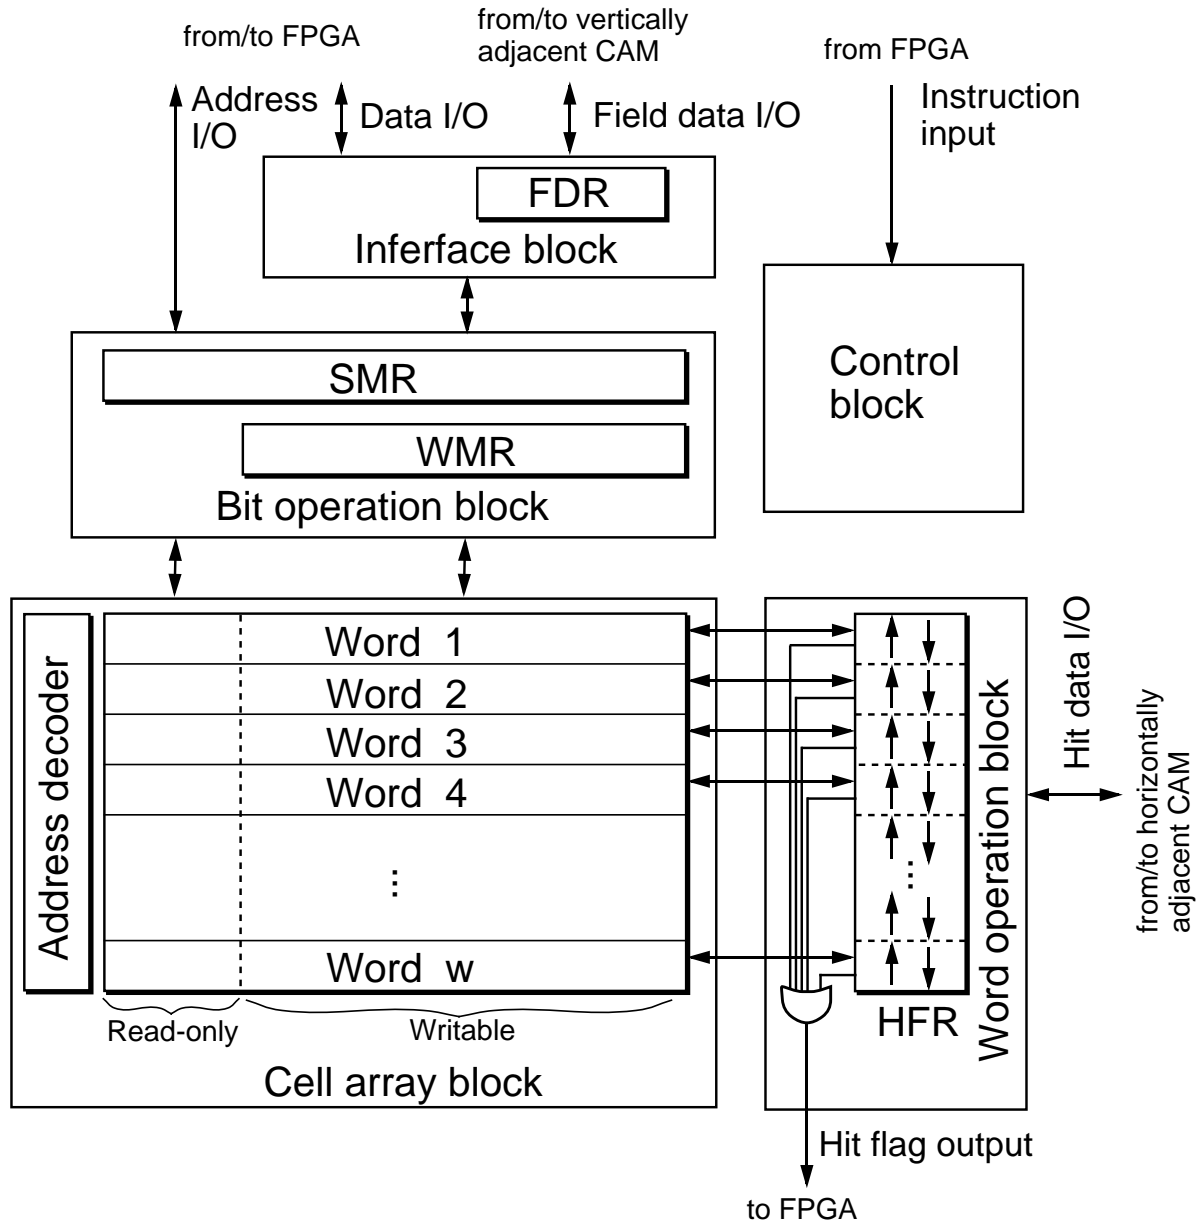 from/to FPGA
from/to vertically
adjacent CAM
from FPGA
Address
I/O
Data I/O
Field data I/O
Instruction
input
FDR
Inferface block
SMR
WMR
Bit operation block
Control
block
Address decoder
Word 1
Word 2
Word 3
Word 4
...
Word w
Read-only
Writable
Cell array block
...
HFR
Word operation block
Hit data I/O
from/to horizontally
adjacent CAM
Hit flag output
to FPGA